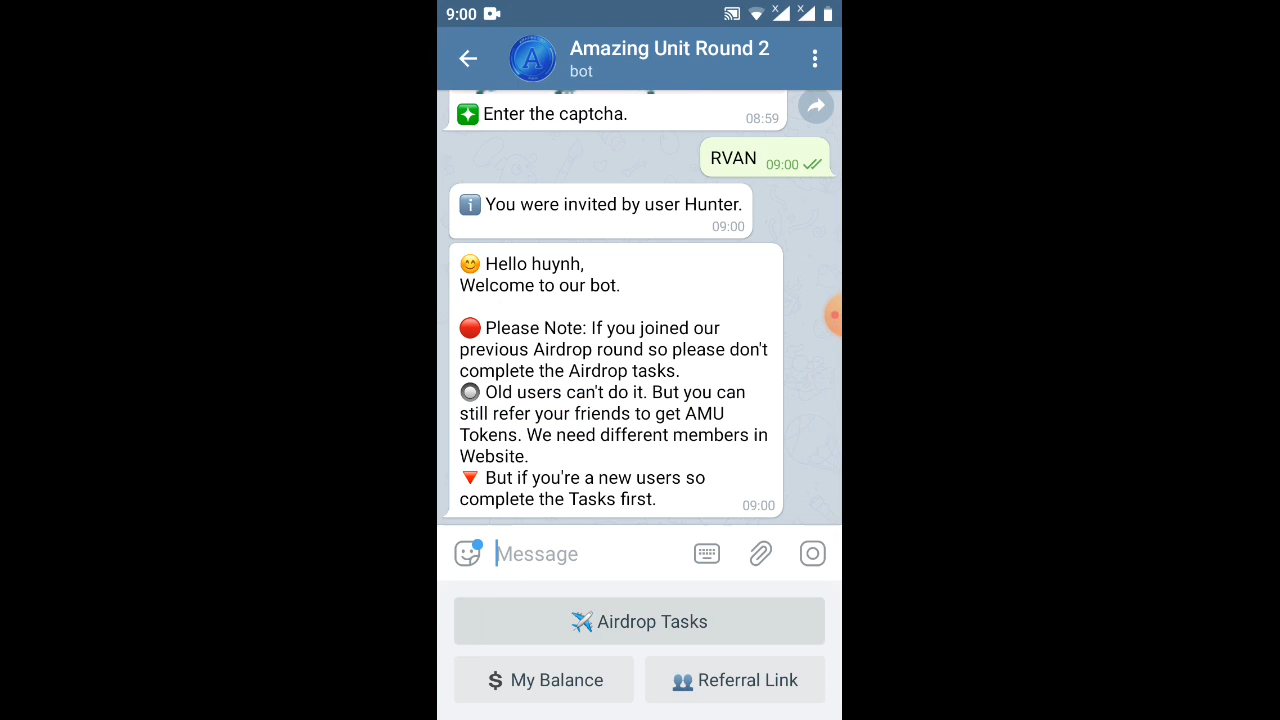 9:00
Amazing Unit Round 2
bot
Enter the captcha.
08:59
RVAN 09:00
You were invited by user Hunter.
09:00
😊 Hello huynh,
Welcome to our bot.
🔴 Please Note: If you joined our
previous Airdrop round so please don't
complete the Airdrop tasks.
🔘 Old users can't do it. But you can
still refer your friends to get AMU
Tokens. We need different members in
Website.
🔻 But if you're a new users so
complete the Tasks first.
09:00
Message
✈️ Airdrop Tasks
$ My Balance
👥 Referral Link